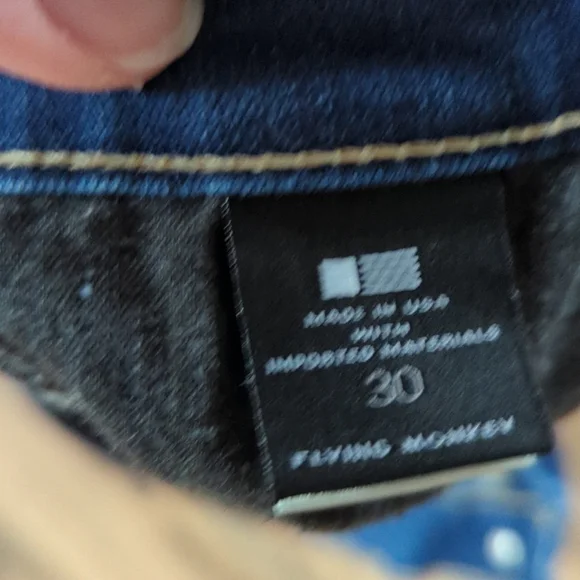 MADE IN USA
WITH
IMPORTED MATERIALS
30
FLYING MONKEY